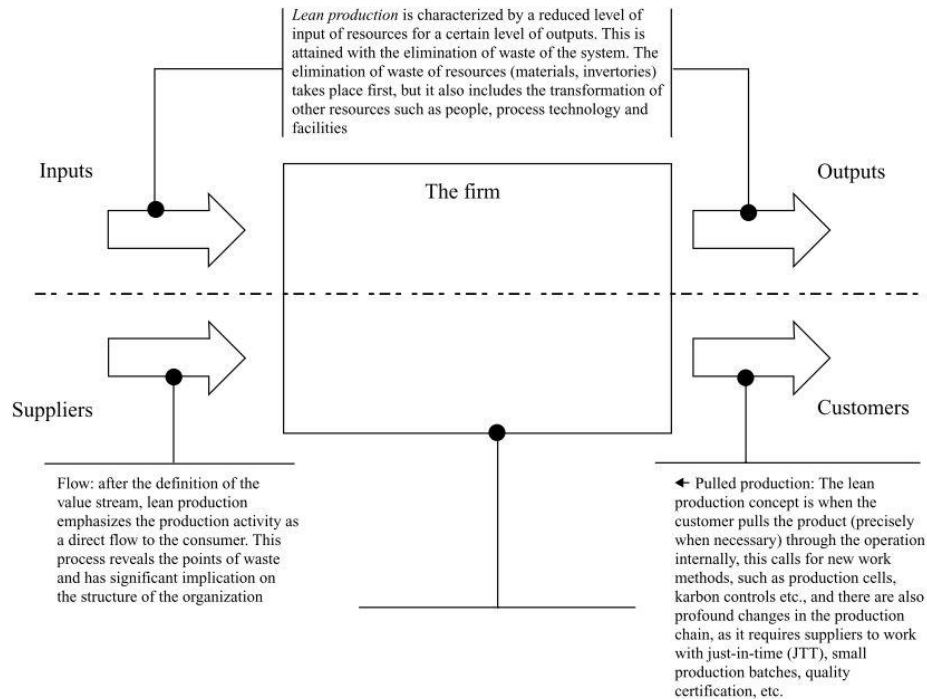 Lean production is characterized by a reduced level of
input of resources for a certain level of outputs. This is
attained with the elimination of waste of the system. The
elimination of waste of resources (materials, invertories)
takes place first, but it also includes the transformation of
other resources such as people, process technology and
facilities
Inputs
The firm
Outputs
Suppliers
Customers
Flow: after the definition of the
value stream, lean production
emphasizes the production activity as
a direct flow to the consumer. This
process reveals the points of waste
and has significant implication on
the structure of the organization
← Pulled production: The lean
production concept is when the
customer pulls the product (precisely
when necessary) through the operation
internally, this calls for new work
methods, such as production cells,
karbon controls etc., and there are also
profound changes in the production
chain, as it requires suppliers to work
with just-in-time (JTT), small
production batches, quality
certification, etc.